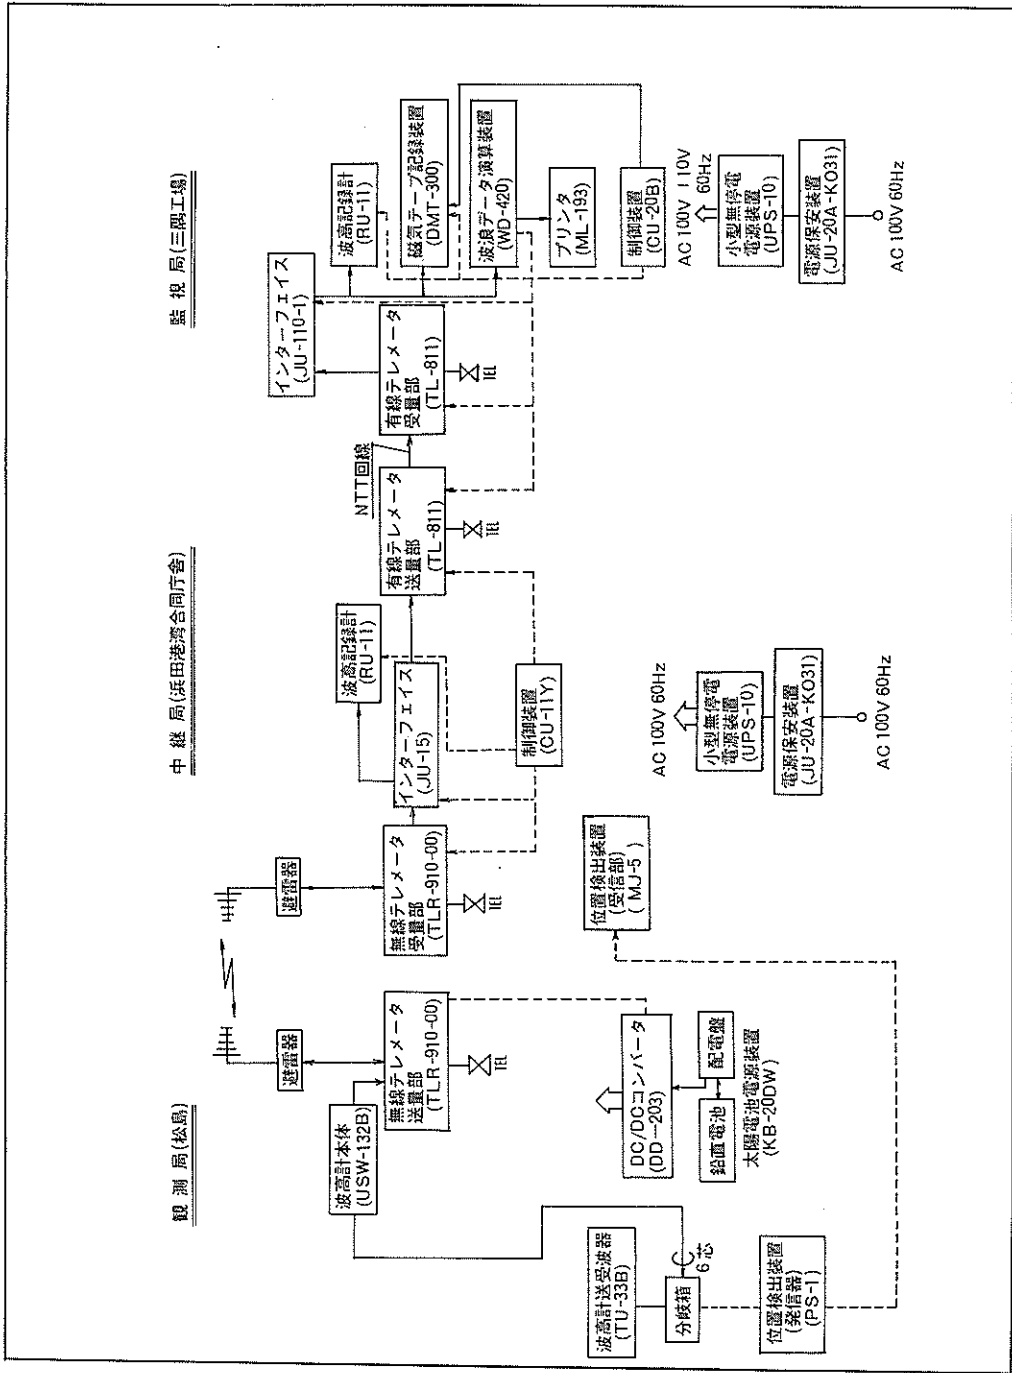 観測局(松島)
避雷器
波高計本体
(USW-132B)
無線テレメータ
送量部
(TLR-910-00)
TEL
DC/DCコンバータ
(DD-203)
鉛直電池
配電盤
太陽電池電源装置
(KB-20DW)
波高計送受波器
(TU-33B)
分岐箱
6芯
位置検出装置
(発信器)
(PS-1)
中継局(浜田港湾合同庁舎)
避雷器
無線テレメータ
受量部
(TLR-910-00)
TEL
位置検出装置
(受信部)
(MJ-5)
波高記録計
(RU-11)
インターフェイス
(JU-15)
制御装置
(CU-11Y)
有線テレメータ
送量部
(TL-811)
TEL
NTT回線
AC100V 60Hz
小型無停電
電源装置
(UPS-10)
電源保安装置
(JU-20A-KO31)
AC100V 60Hz
監視局(三隅工場)
インターフェイス
(JU-110-1)
有線テレメータ
受量部
(TL-811)
TEL
波高記録計
(RU-11)
磁気テープ記録装置
(DMT-300)
波浪データ演算装置
(WD-420)
プリンタ
(ML-193)
制御装置
(CU-20B)
AC100V 110V
60Hz
小型無停電
電源装置
(UPS-10)
電源保安装置
(JU-20A-KO31)
AC100V 60Hz